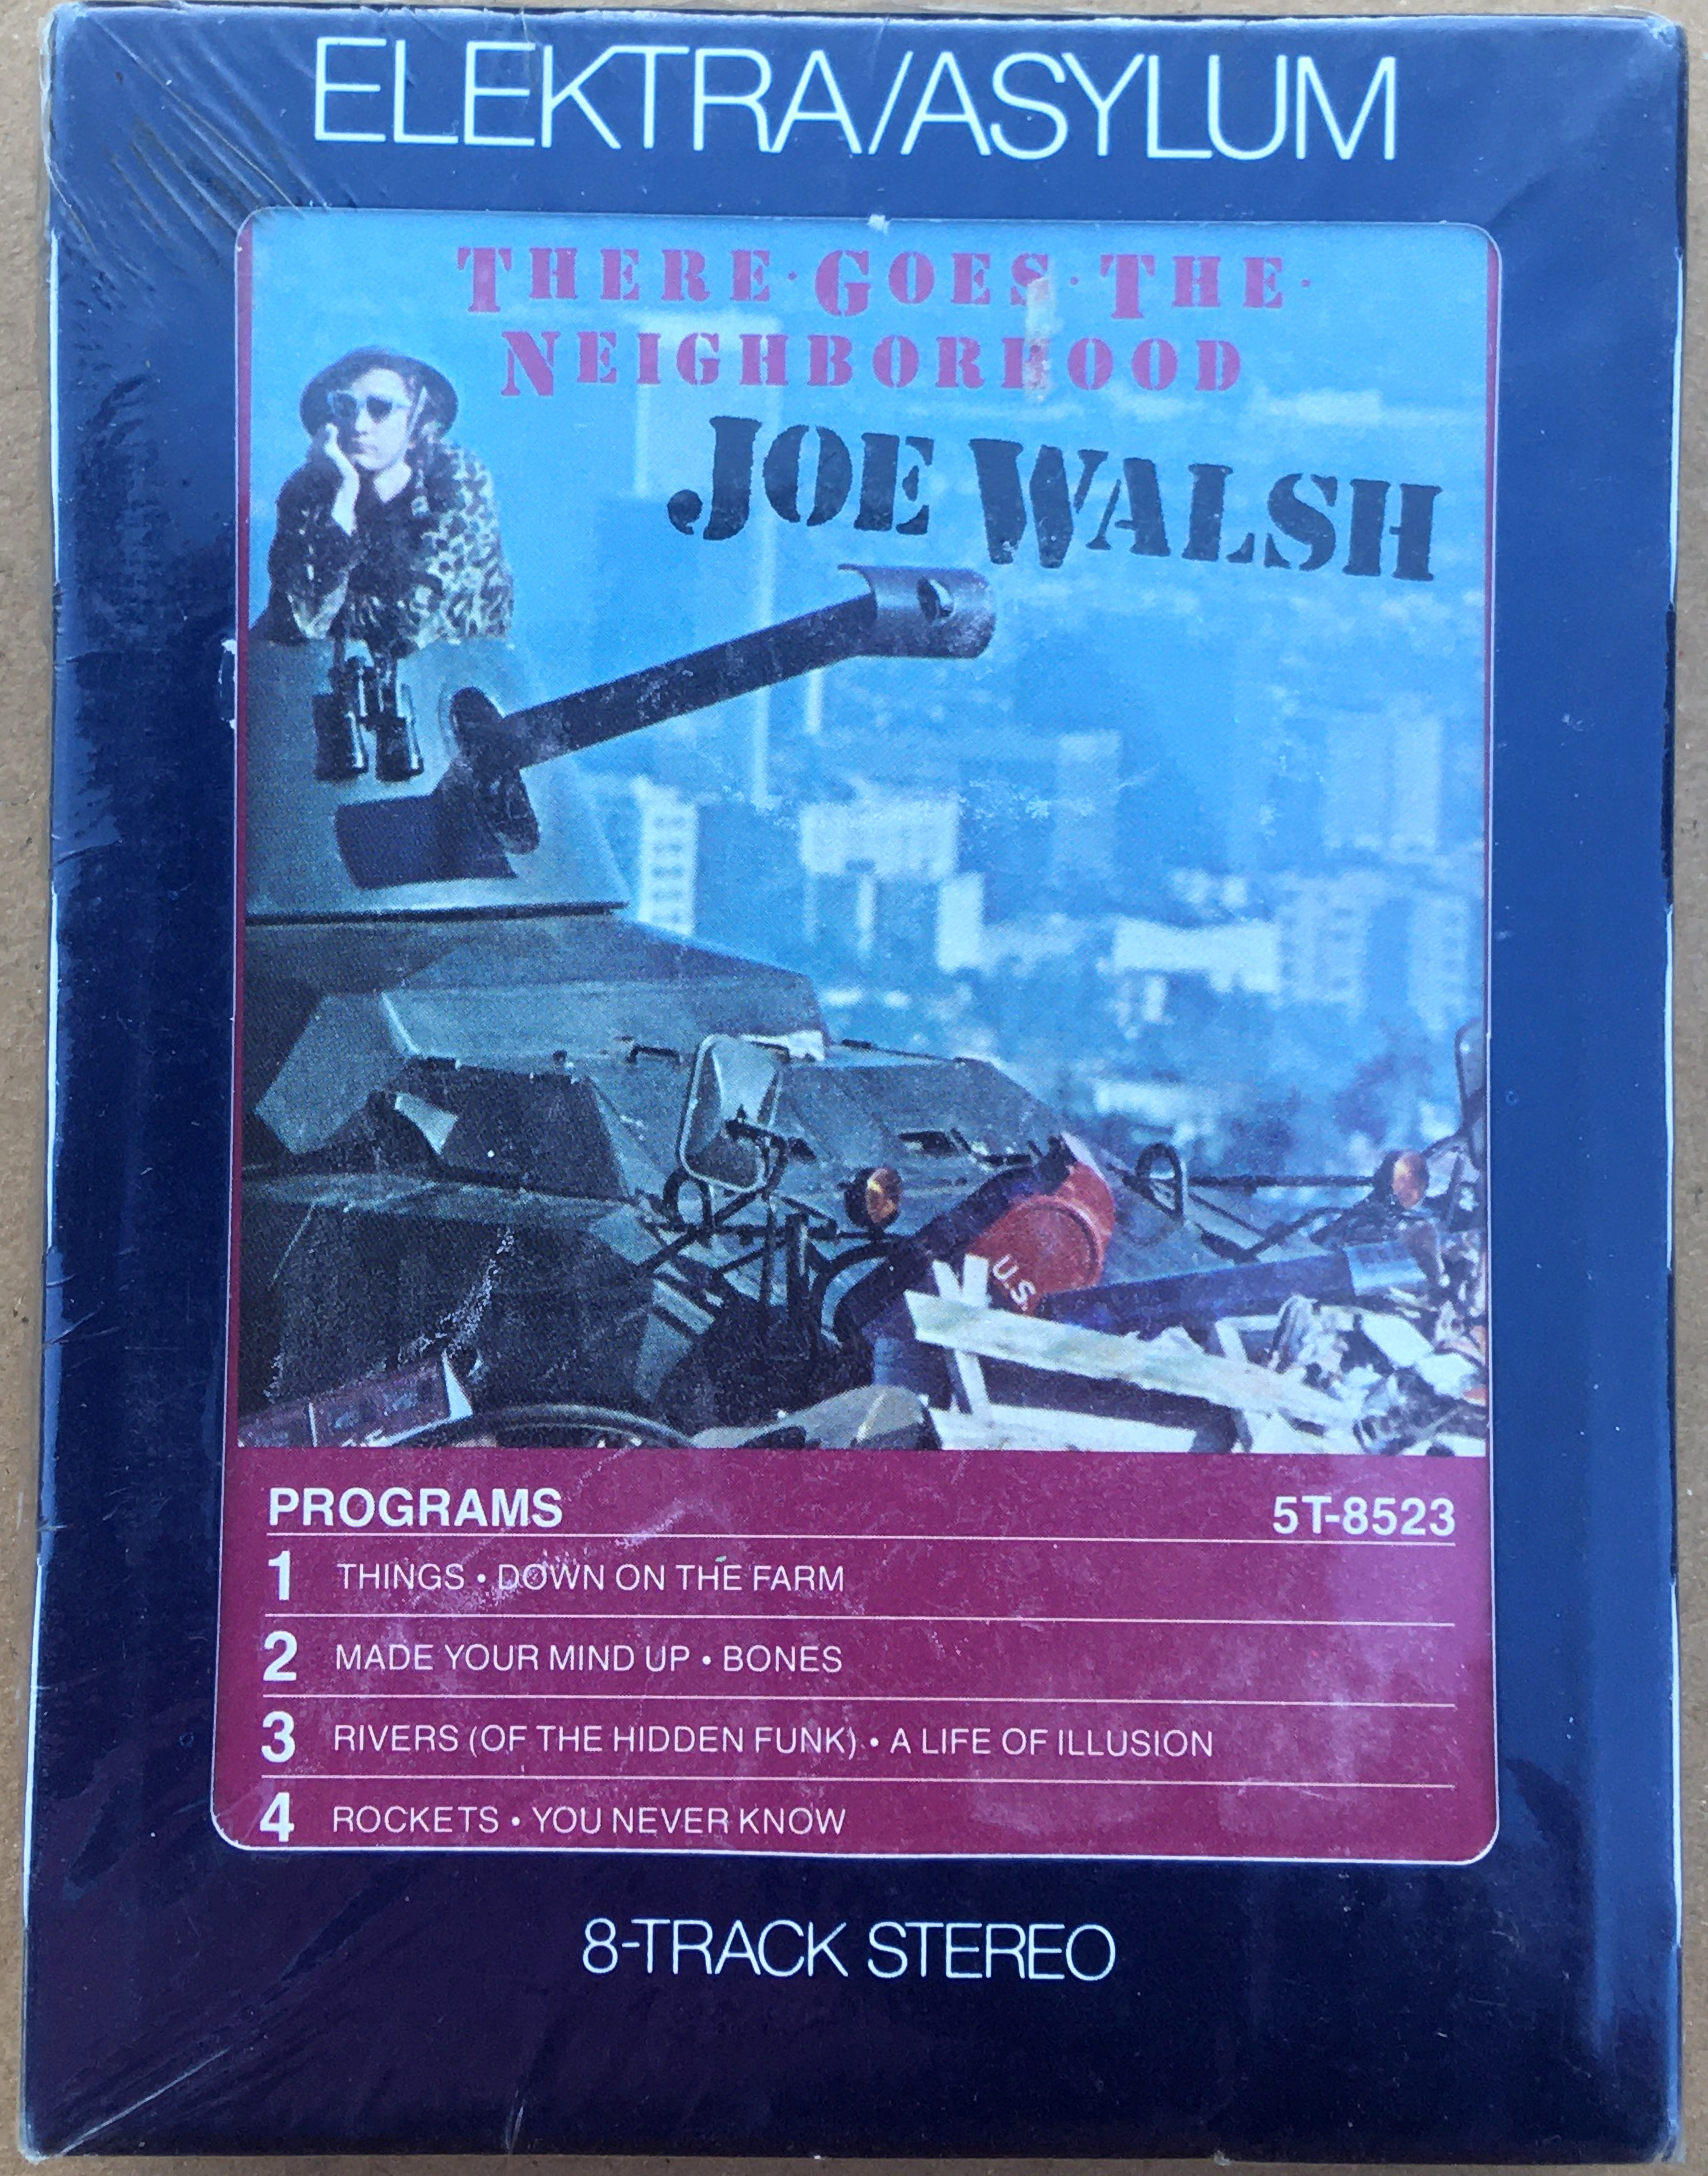 ELEKTRA/ASYLUM
THERE·GOES·THE·
NEIGHBORHOOD
JOE WALSH
U.S.
PROGRAMS 5T-8523
1 THINGS • DOWN ON THE FARM
2 MADE YOUR MIND UP • BONES
3 RIVERS (OF THE HIDDEN FUNK) • A LIFE OF ILLUSION
4 ROCKETS • YOU NEVER KNOW
8-TRACK STEREO